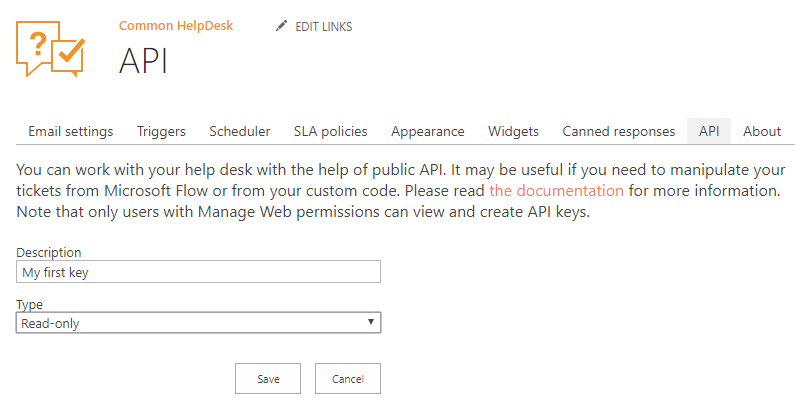 Common HelpDesk
EDIT LINKS
API
Email settings Triggers Scheduler SLA policies Appearance Widgets Canned responses API About
You can work with your help desk with the help of public API. It may be useful if you need to manipulate your
tickets from Microsoft Flow or from your custom code. Please read the documentation for more information.
Note that only users with Manage Web permissions can view and create API keys.
Description
My first key
Type
Read-only
Save Cancel